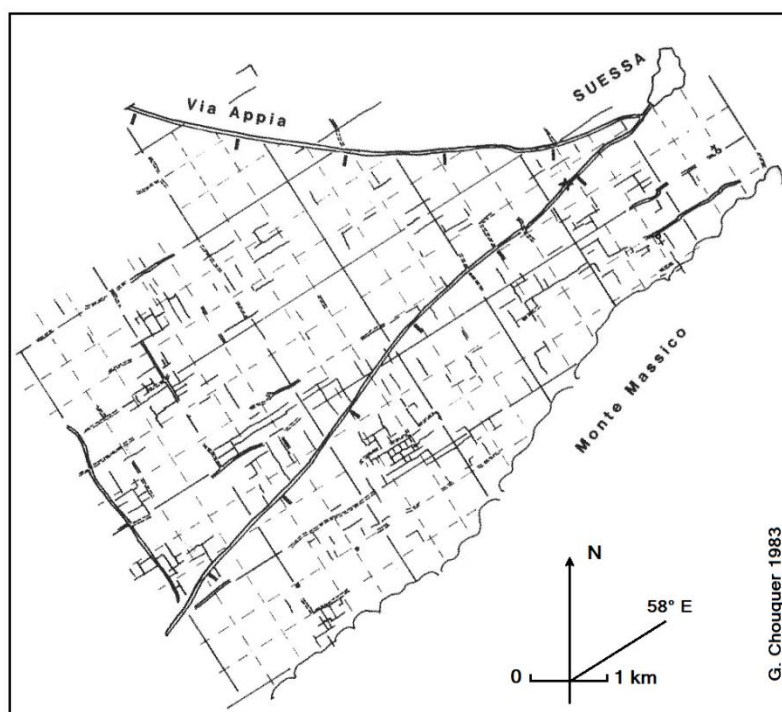 Via Appia
SUESSA
Monte Massico
N
58° E
0 1 km
G. Chouquer 1983